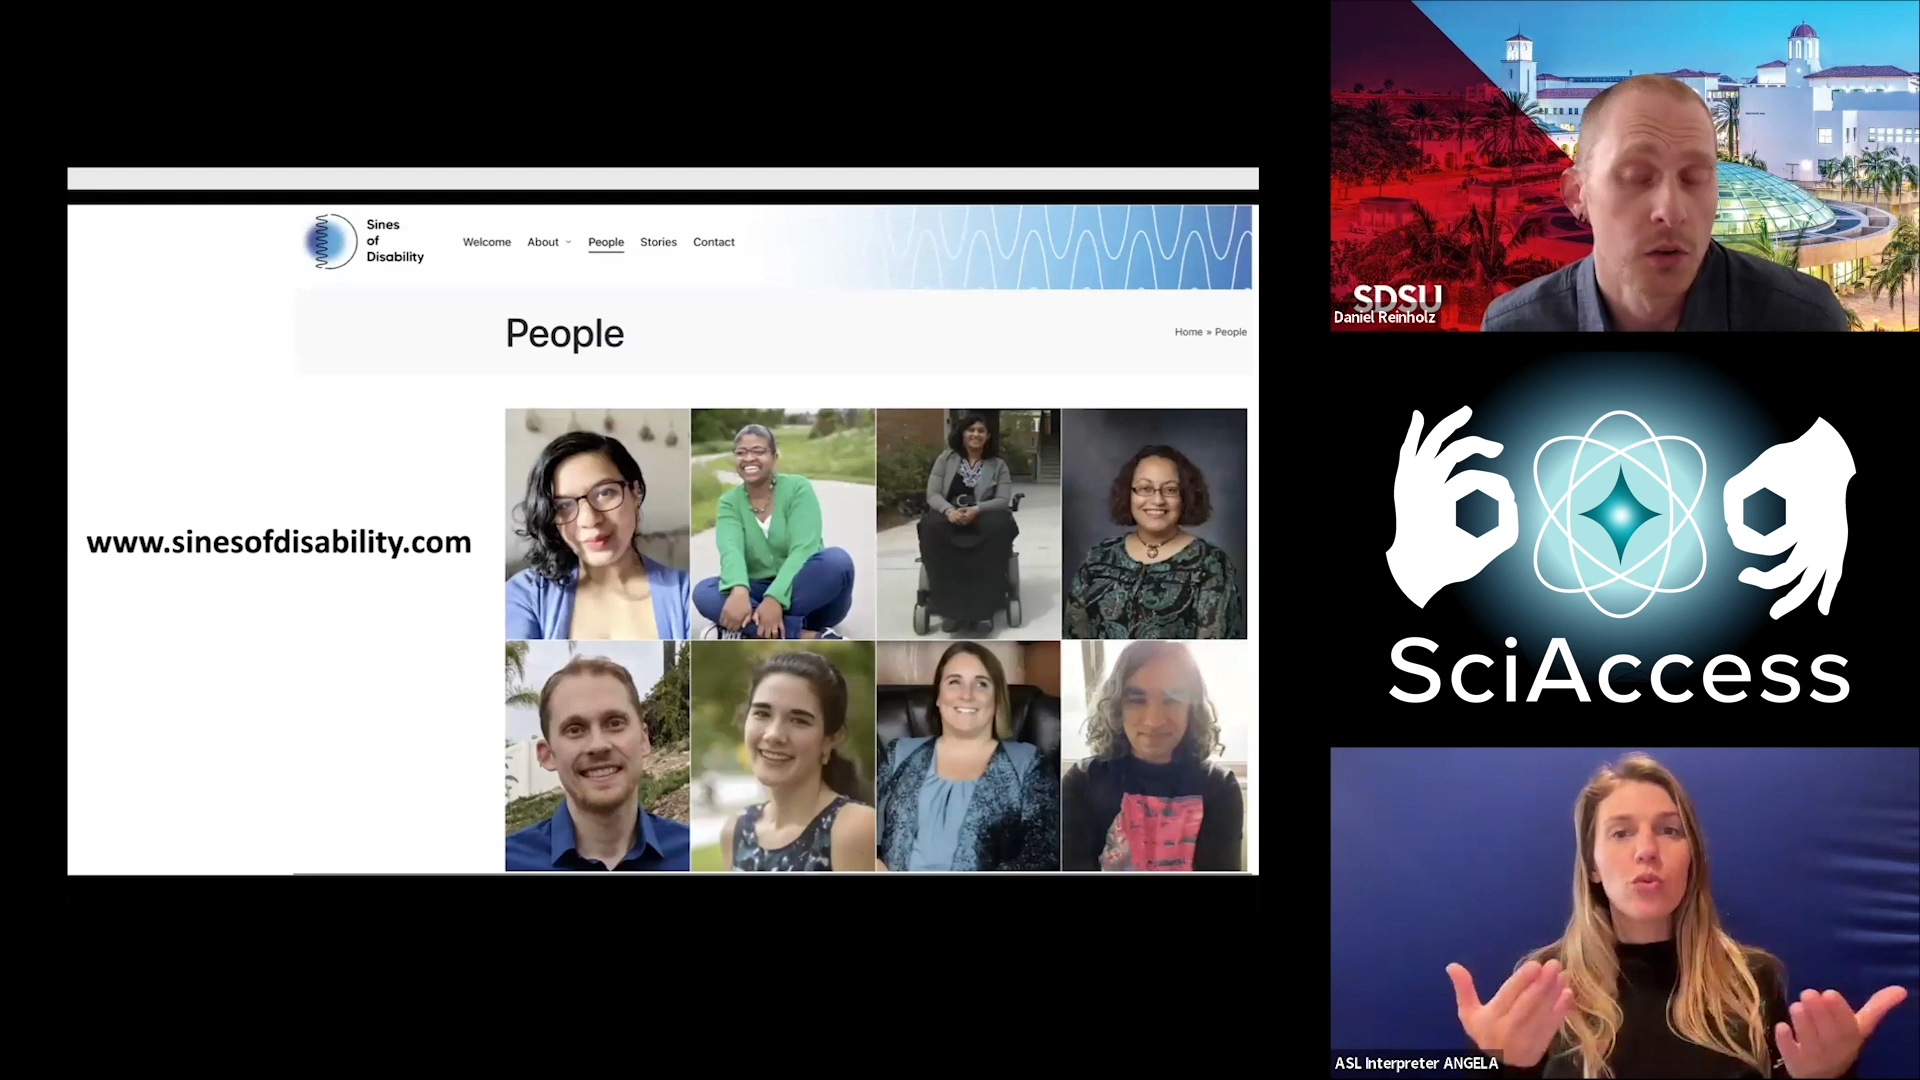 Sines
of
Disability
Welcome About People Stories Contact
People
Home » People
www.sinesofdisability.com
SDSU
Daniel Reinholz
SciAccess
ASL Interpreter ANGELA